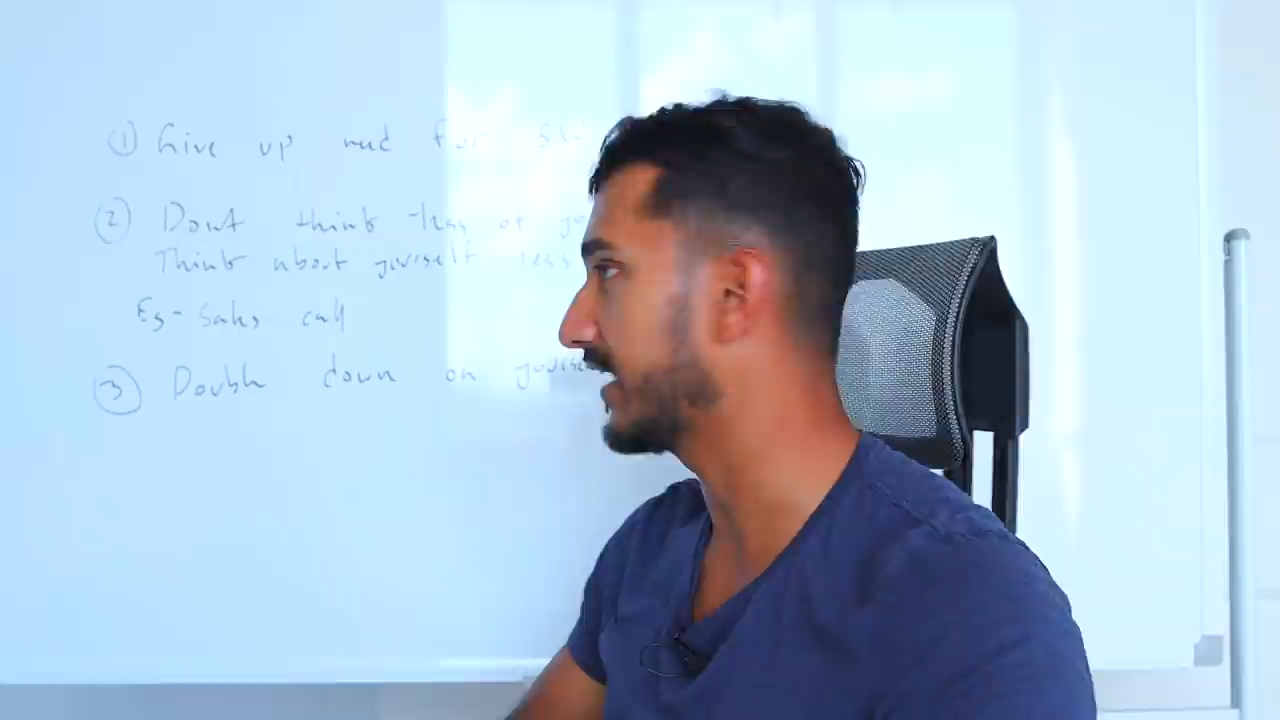 ① Give up need for
② Dont think less of
Think about yourself less
Eg - Sales call
③ Double down on